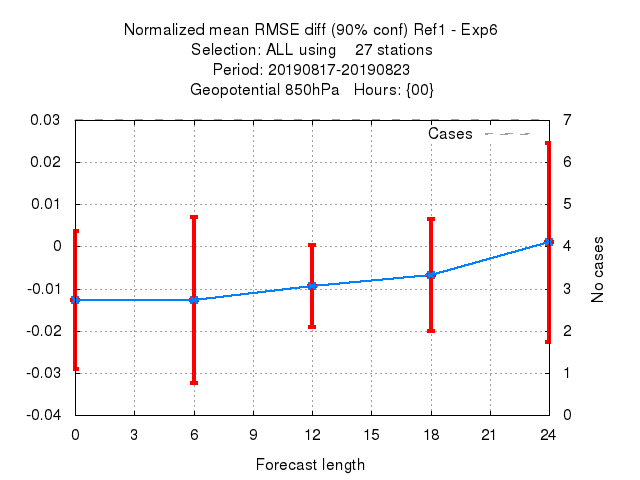 Normalized mean RMSE diff (90% conf) Ref1 - Exp6
Selection: ALL using 27 stations
Period: 20190817-20190823
Geopotential 850hPa Hours: {00}
0.03
0.02
0.01
0
-0.01
-0.02
-0.03
-0.04
Cases
7
6
5
4
3
2
1
0
No cases
0 3 6 9 12 15 18 21 24
Forecast length